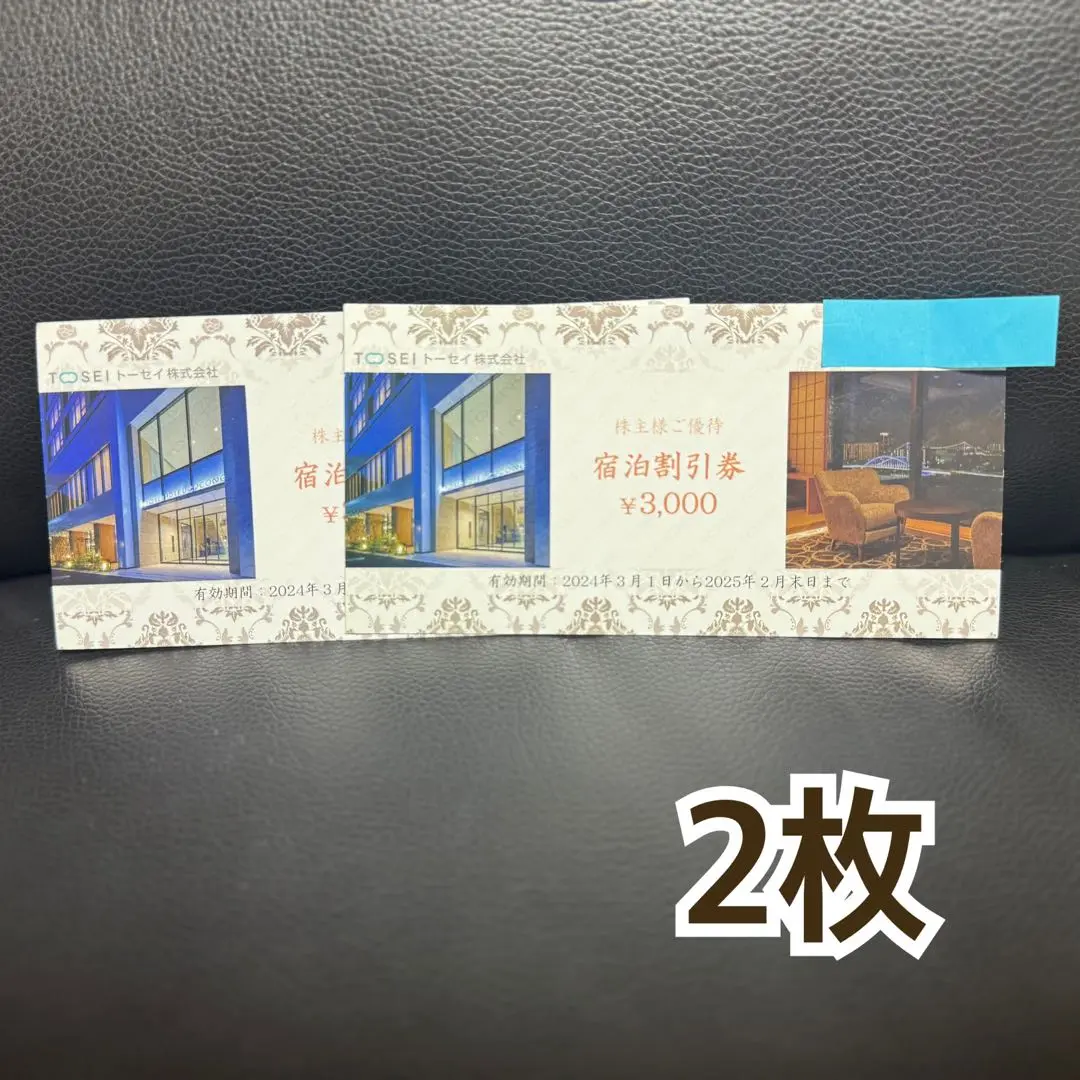 TOSEI トーセイ株式会社
株主
宿泊
¥
有効期間：2024年3月
TOSEI トーセイ株式会社
株主様ご優待
宿泊割引券
¥3,000
有効期間：2024年3月1日から2025年2月末日まで
2枚